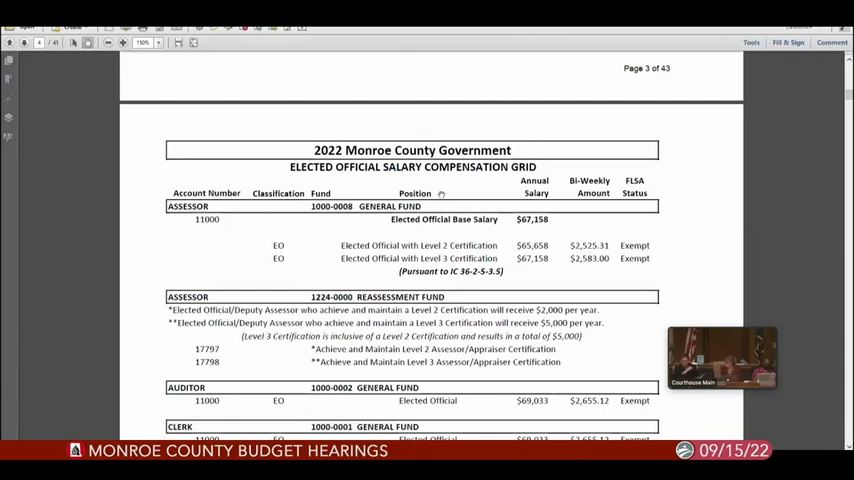 4 / 43
150%
Tools
Fill & Sign
Comment
Page 3 of 43
2022 Monroe County Government
ELECTED OFFICIAL SALARY COMPENSATION GRID
Annual Bi-Weekly FLSA
Account Number Classification Fund Position Salary Amount Status
ASSESSOR 1000-0008 GENERAL FUND
11000 Elected Official Base Salary $67,158
EO Elected Official with Level 2 Certification $65,658 $2,525.31 Exempt
EO Elected Official with Level 3 Certification $67,158 $2,583.00 Exempt
(Pursuant to IC 36-2-5-3.5)
ASSESSOR 1224-0000 REASSESSMENT FUND
*Elected Official/Deputy Assessor who achieve and maintain a Level 2 Certification will receive $2,000 per year.
**Elected Official/Deputy Assessor who achieve and maintain a Level 3 Certification will receive $5,000 per year.
(Level 3 Certification is inclusive of a Level 2 Certification and results in a total of $5,000)
17797 *Achieve and Maintain Level 2 Assessor/Appraiser Certification
17798 **Achieve and Maintain Level 3 Assessor/Appraiser Certification
Courthouse Main
AUDITOR 1000-0002 GENERAL FUND
11000 EO Elected Official $69,033 $2,655.12 Exempt
CLERK 1000-0001 GENERAL FUND
MONROE COUNTY BUDGET HEARINGS
09/15/22